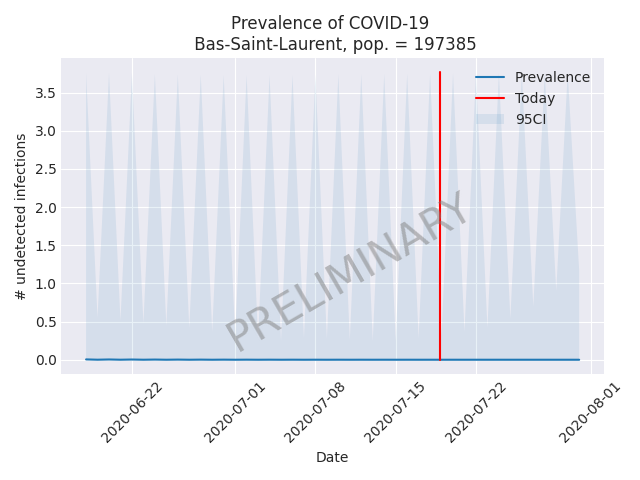 Prevalence of COVID-19
Bas-Saint-Laurent, pop. = 197385
Prevalence
Today
95CI
3.5
3.0
2.5
2.0
1.5
1.0
0.5
0.0
# undetected infections
PRELIMINARY
2020-06-22
2020-07-01
2020-07-08
2020-07-15
2020-07-22
2020-08-01
Date